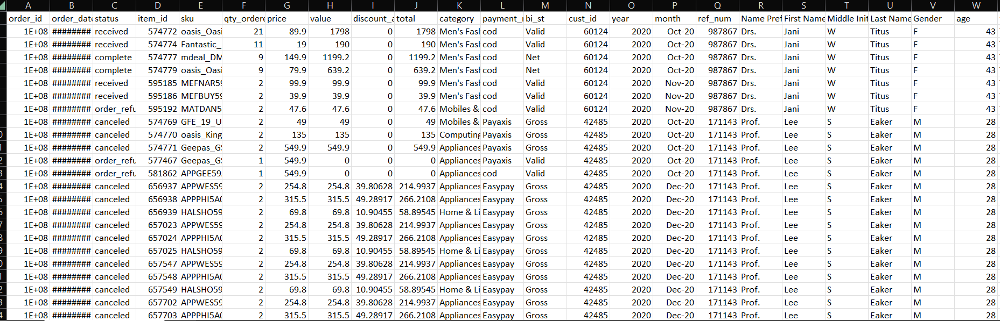 A B C D E F G H I J K L M N O P Q R S T U V W
order_id order_date status item_id sku qty_ordere price value discount_a total category payment_ bi_st cust_id year month ref_num Name Pref First Name Middle Init Last Name Gender age
1E+08 ######## received 574772 oasis_Oasi 21 89.9 1798 0 1798 Men's Fash cod Valid 60124 2020 Oct-20 987867 Drs. Jani W Titus F 43
1E+08 ######## received 574774 Fantastic_ 11 19 190 0 190 Men's Fash cod Valid 60124 2020 Oct-20 987867 Drs. Jani W Titus F 43
1E+08 ######## complete 574777 mdeal_DM 9 149.9 1199.2 0 1199.2 Men's Fash cod Net 60124 2020 Oct-20 987867 Drs. Jani W Titus F 43
1E+08 ######## complete 574779 oasis_Oasi 9 79.9 639.2 0 639.2 Men's Fash cod Net 60124 2020 Oct-20 987867 Drs. Jani W Titus F 43
1E+08 ######## received 595185 MEFNAR59 2 99.9 99.9 0 99.9 Men's Fash cod Valid 60124 2020 Nov-20 987867 Drs. Jani W Titus F 43
1E+08 ######## received 595186 MEFBUY59 2 39.9 39.9 0 39.9 Men's Fash cod Valid 60124 2020 Nov-20 987867 Drs. Jani W Titus F 43
1E+08 ######## order_refu 595192 MATDAN5 2 47.6 47.6 0 47.6 Mobiles & cod Valid 60124 2020 Nov-20 987867 Drs. Jani W Titus F 43
1E+08 ######## canceled 574769 GFE_19_U 2 49 49 0 49 Mobiles & Payaxis Gross 42485 2020 Oct-20 171143 Prof. Lee S Eaker M 28
1E+08 ######## canceled 574770 oasis_King 2 135 135 0 135 Computing Payaxis Gross 42485 2020 Oct-20 171143 Prof. Lee S Eaker M 28
1E+08 ######## canceled 574771 Geepas_GS 2 549.9 549.9 0 549.9 Appliances Payaxis Gross 42485 2020 Oct-20 171143 Prof. Lee S Eaker M 28
1E+08 ######## order_refu 577467 Geepas_GS 1 549.9 0 0 0 Appliances Payaxis Valid 42485 2020 Oct-20 171143 Prof. Lee S Eaker M 28
1E+08 ######## order_refu 581862 APPGEE59 1 549.9 0 0 0 Appliances cod Valid 42485 2020 Oct-20 171143 Prof. Lee S Eaker M 28
1E+08 ######## canceled 656937 APPWES59 2 254.8 254.8 39.80628 214.9937 Appliances Easypay Gross 42485 2020 Dec-20 171143 Prof. Lee S Eaker M 28
1E+08 ######## canceled 656938 APPPHI5A0 2 315.5 315.5 49.28917 266.2108 Appliances Easypay Gross 42485 2020 Dec-20 171143 Prof. Lee S Eaker M 28
1E+08 ######## canceled 656939 HALSHO59 2 69.8 69.8 10.90455 58.89545 Home & Li Easypay Gross 42485 2020 Dec-20 171143 Prof. Lee S Eaker M 28
1E+08 ######## canceled 657023 APPWES59 2 254.8 254.8 39.80628 214.9937 Appliances Easypay Gross 42485 2020 Dec-20 171143 Prof. Lee S Eaker M 28
1E+08 ######## canceled 657024 APPPHI5A0 2 315.5 315.5 49.28917 266.2108 Appliances Easypay Gross 42485 2020 Dec-20 171143 Prof. Lee S Eaker M 28
1E+08 ######## canceled 657025 HALSHO59 2 69.8 69.8 10.90455 58.89545 Home & Li Easypay Gross 42485 2020 Dec-20 171143 Prof. Lee S Eaker M 28
1E+08 ######## canceled 657547 APPWES59 2 254.8 254.8 39.80628 214.9937 Appliances Easypay Gross 42485 2020 Dec-20 171143 Prof. Lee S Eaker M 28
1E+08 ######## canceled 657548 APPPHI5A0 2 315.5 315.5 49.28917 266.2108 Appliances Easypay Gross 42485 2020 Dec-20 171143 Prof. Lee S Eaker M 28
1E+08 ######## canceled 657549 HALSHO59 2 69.8 69.8 10.90455 58.89545 Home & Li Easypay Gross 42485 2020 Dec-20 171143 Prof. Lee S Eaker M 28
1E+08 ######## canceled 657702 APPWES59 2 254.8 254.8 39.80628 214.9937 Appliances Easypay Gross 42485 2020 Dec-20 171143 Prof. Lee S Eaker M 28
1E+08 ######## canceled 657703 APPPHI5A0 2 315.5 315.5 49.28917 266.2108 Appliances Easypay Gross 42485 2020 Dec-20 171143 Prof. Lee S Eaker M 28